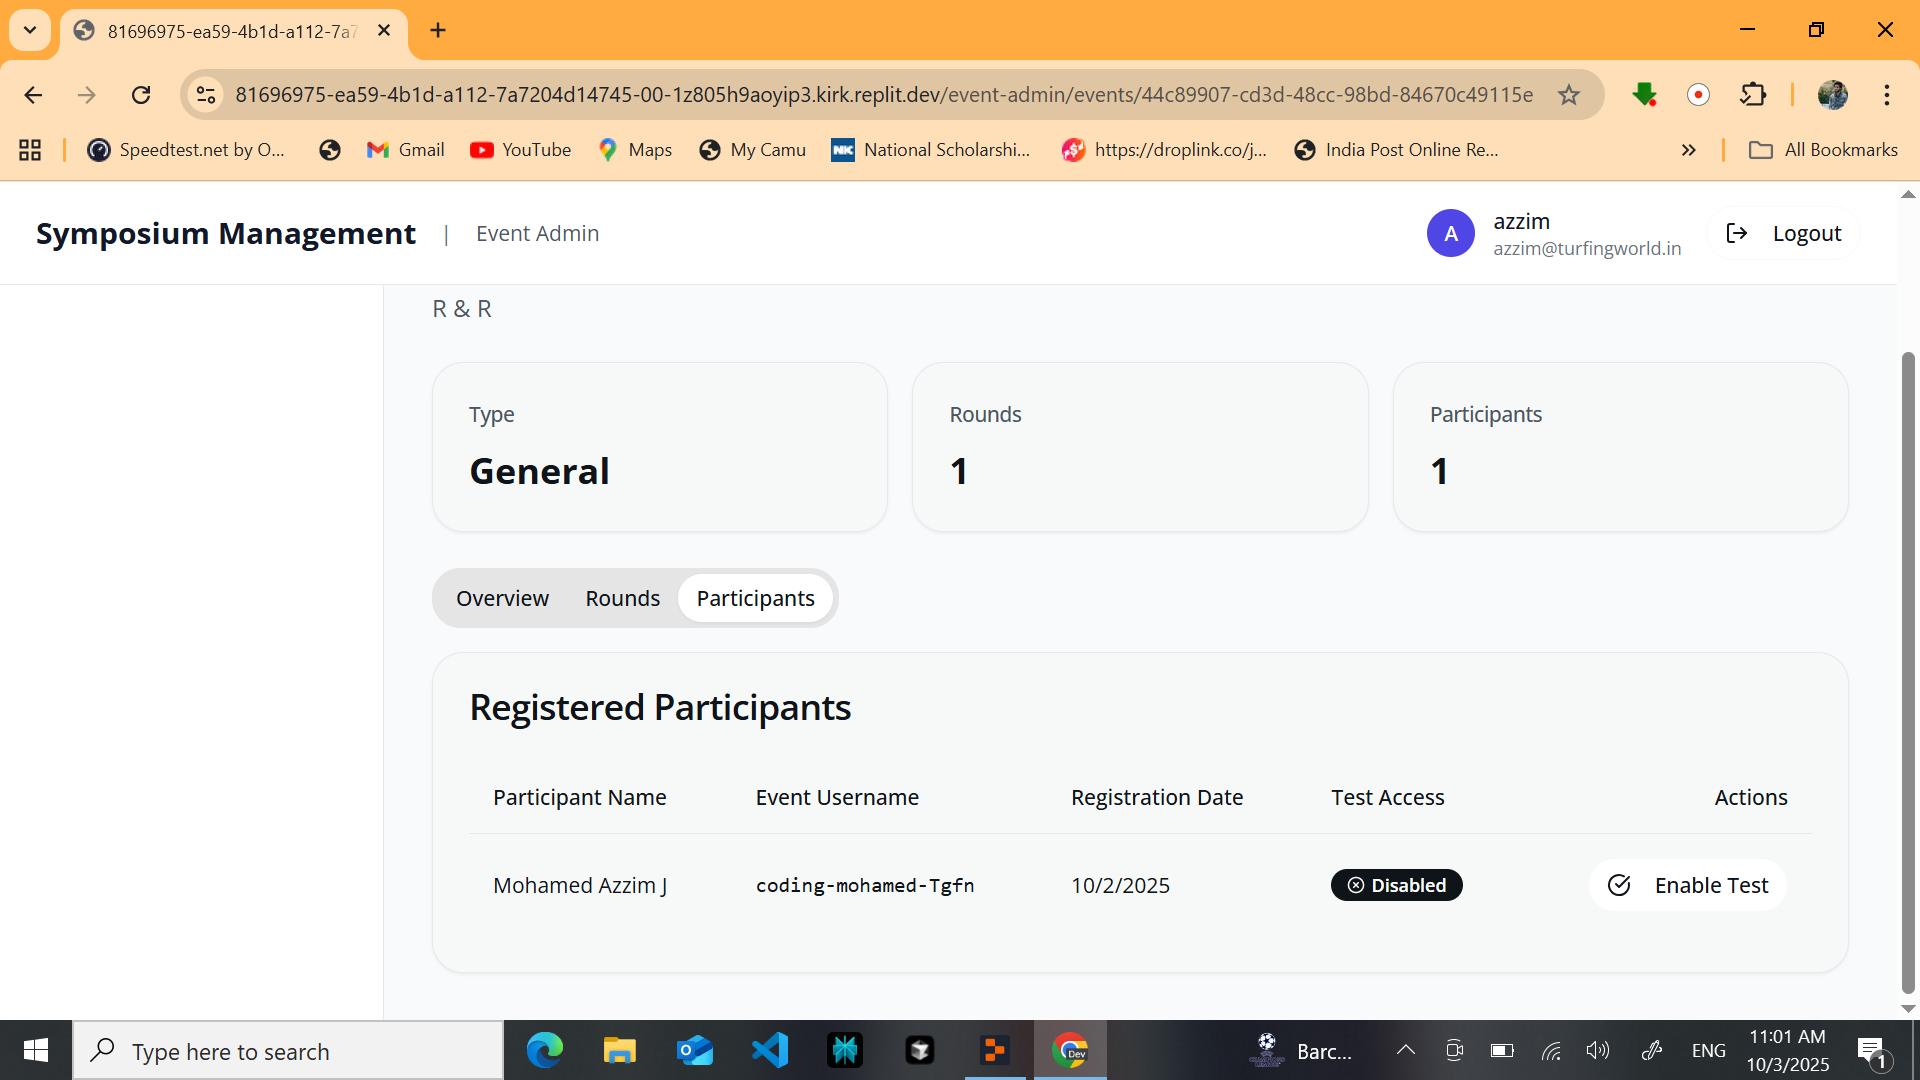 81696975-ea59-4b1d-a112-7a7
81696975-ea59-4b1d-a112-7a7204d14745-00-1z805h9aoyip3.kirk.replit.dev/event-admin/events/44c89907-cd3d-48cc-98bd-84670c49115e
Speedtest.net by O... Gmail YouTube Maps My Camu NK National Scholarshi... https://droplink.co/j... India Post Online Re... » All Bookmarks
Symposium Management | Event Admin
A azzim
azzim@turfingworld.in
Logout
R & R
Type
General
Rounds
1
Participants
1
Overview Rounds Participants
Registered Participants
Participant Name Event Username Registration Date Test Access Actions
Mohamed Azzim J coding-mohamed-Tgfn 10/2/2025 Disabled Enable Test
Type here to search
Dev
Barc...
ENG
11:01 AM
10/3/2025
1